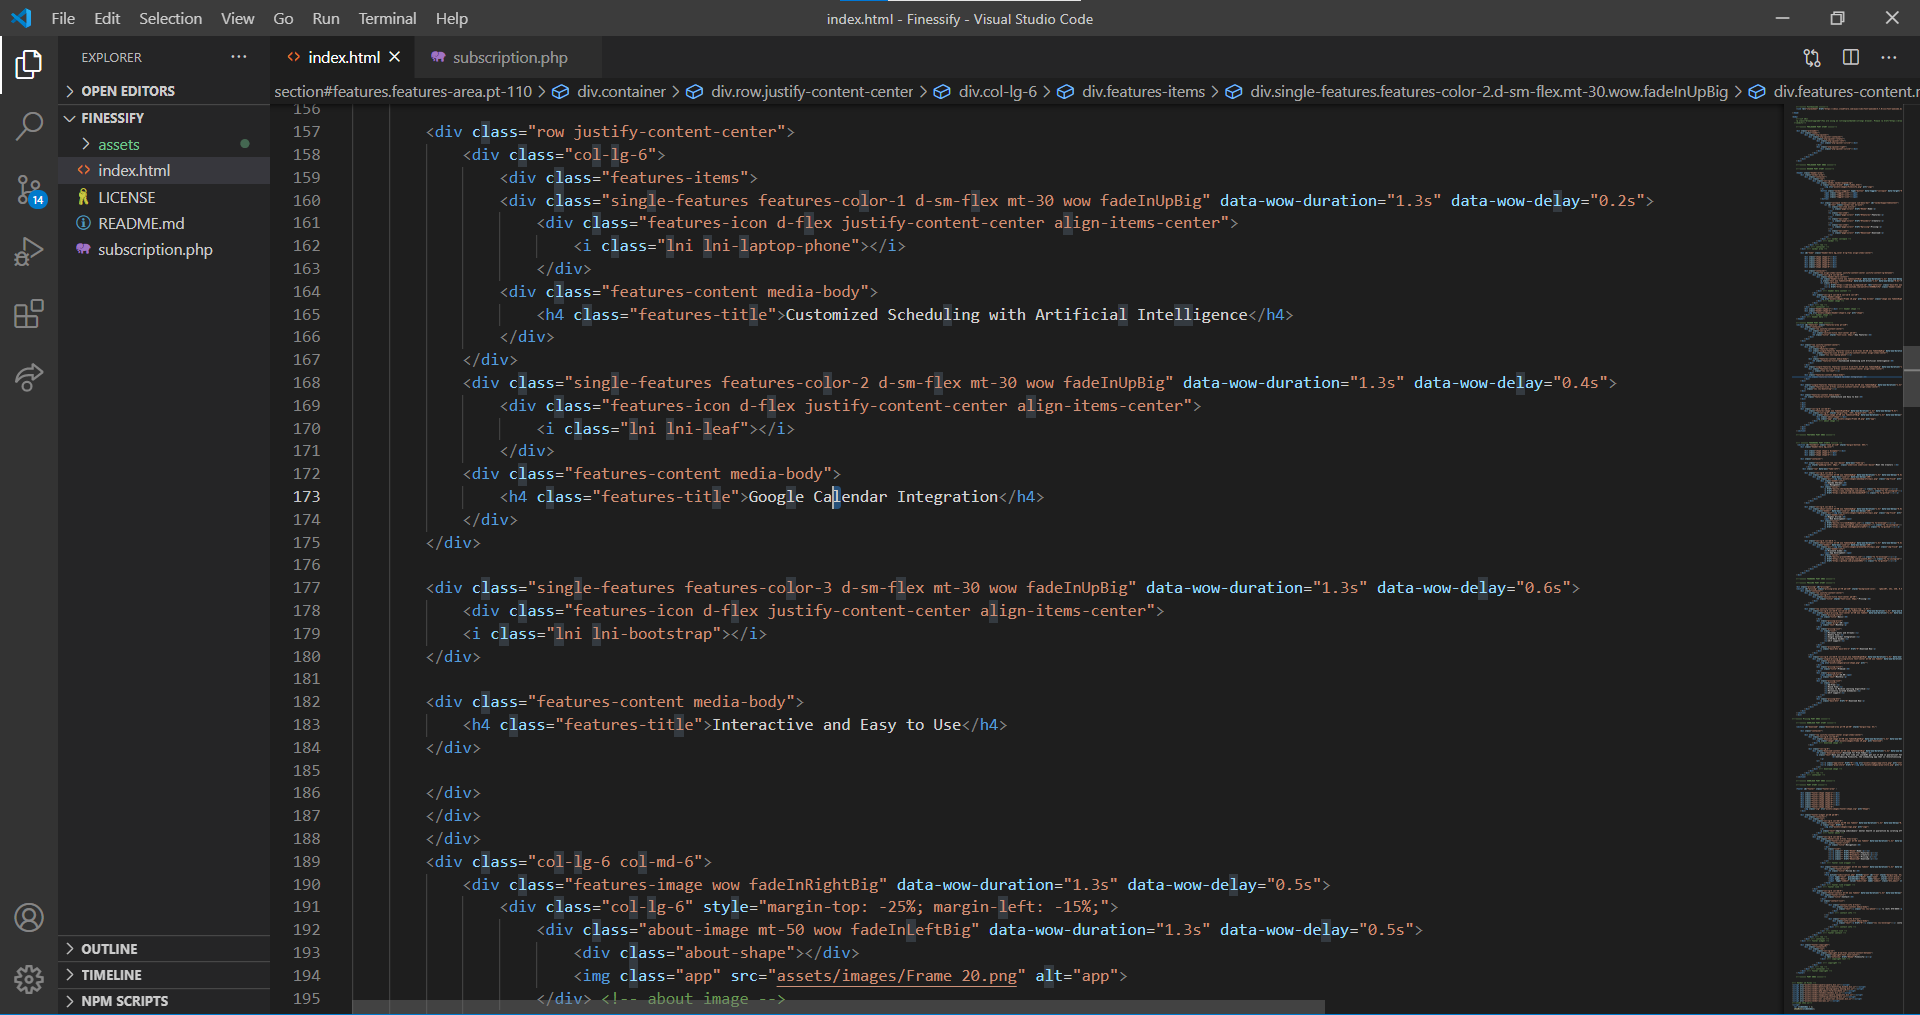 File Edit Selection View Go Run Terminal Help
index.html - Finessify - Visual Studio Code
EXPLORER
OPEN EDITORS
FINESSIFY
assets
index.html
LICENSE
README.md
subscription.php
14
OUTLINE
TIMELINE
NPM SCRIPTS
index.html
subscription.php
section#features.features-area.pt-110 > div.container > div.row.justify-content-center > div.col-lg-6 > div.features-items > div.single-features.features-color-2.d-sm-flex.mt-30.wow.fadeInUpBig > div.features-content.
156
157 <div class="row justify-content-center">
158 <div class="col-lg-6">
159 <div class="features-items">
160 <div class="single-features features-color-1 d-sm-flex mt-30 wow fadeInUpBig" data-wow-duration="1.3s" data-wow-delay="0.2s">
161 <div class="features-icon d-flex justify-content-center align-items-center">
162 <i class="lni lni-laptop-phone"></i>
163 </div>
164 <div class="features-content media-body">
165 <h4 class="features-title">Customized Scheduling with Artificial Intelligence</h4>
166 </div>
167 </div>
168 <div class="single-features features-color-2 d-sm-flex mt-30 wow fadeInUpBig" data-wow-duration="1.3s" data-wow-delay="0.4s">
169 <div class="features-icon d-flex justify-content-center align-items-center">
170 <i class="lni lni-leaf"></i>
171 </div>
172 <div class="features-content media-body">
173 <h4 class="features-title">Google Calendar Integration</h4>
174 </div>
175 </div>
176
177 <div class="single-features features-color-3 d-sm-flex mt-30 wow fadeInUpBig" data-wow-duration="1.3s" data-wow-delay="0.6s">
178 <div class="features-icon d-flex justify-content-center align-items-center">
179 <i class="lni lni-bootstrap"></i>
180 </div>
181
182 <div class="features-content media-body">
183 <h4 class="features-title">Interactive and Easy to Use</h4>
184 </div>
185
186 </div>
187 </div>
188 </div>
189 <div class="col-lg-6 col-md-6">
190 <div class="features-image wow fadeInRightBig" data-wow-duration="1.3s" data-wow-delay="0.5s">
191 <div class="col-lg-6" style="margin-top: -25%; margin-left: -15%;">
192 <div class="about-image mt-50 wow fadeInLeftBig" data-wow-duration="1.3s" data-wow-delay="0.5s">
193 <div class="about-shape"></div>
194 <img class="app" src="assets/images/Frame 20.png" alt="app">
195 </div> <!-- about image -->